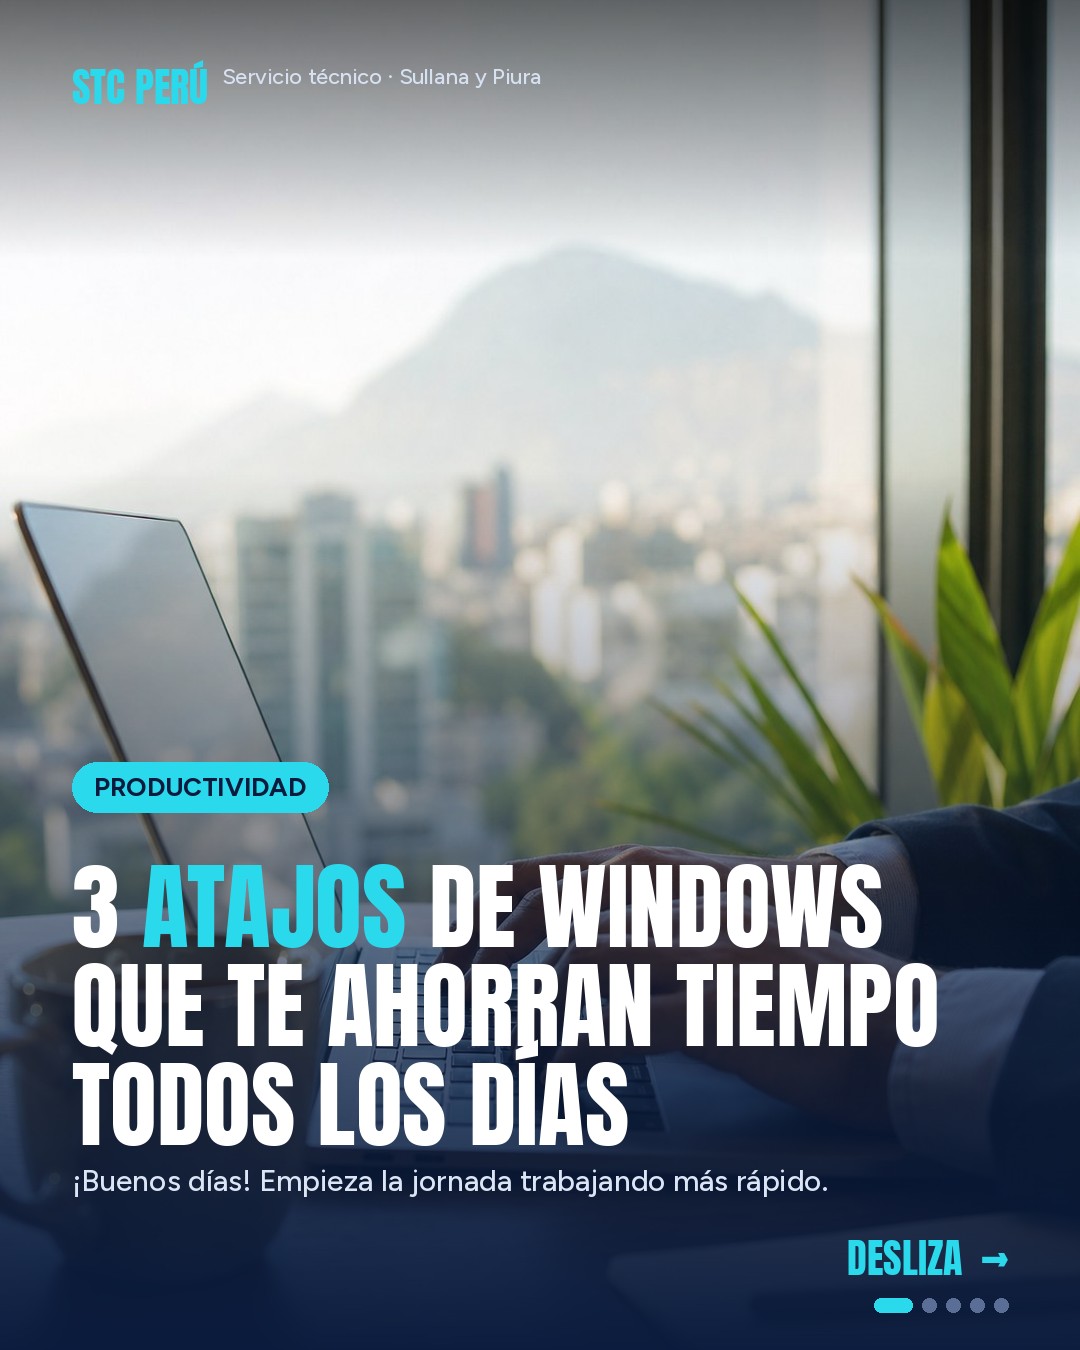 STC PERÚ Servicio técnico · Sullana y Piura
PRODUCTIVIDAD
3 ATAJOS DE WINDOWS
QUE TE AHORRAN TIEMPO
TODOS LOS DÍAS
¡Buenos días! Empieza la jornada trabajando más rápido.
DESLIZA →